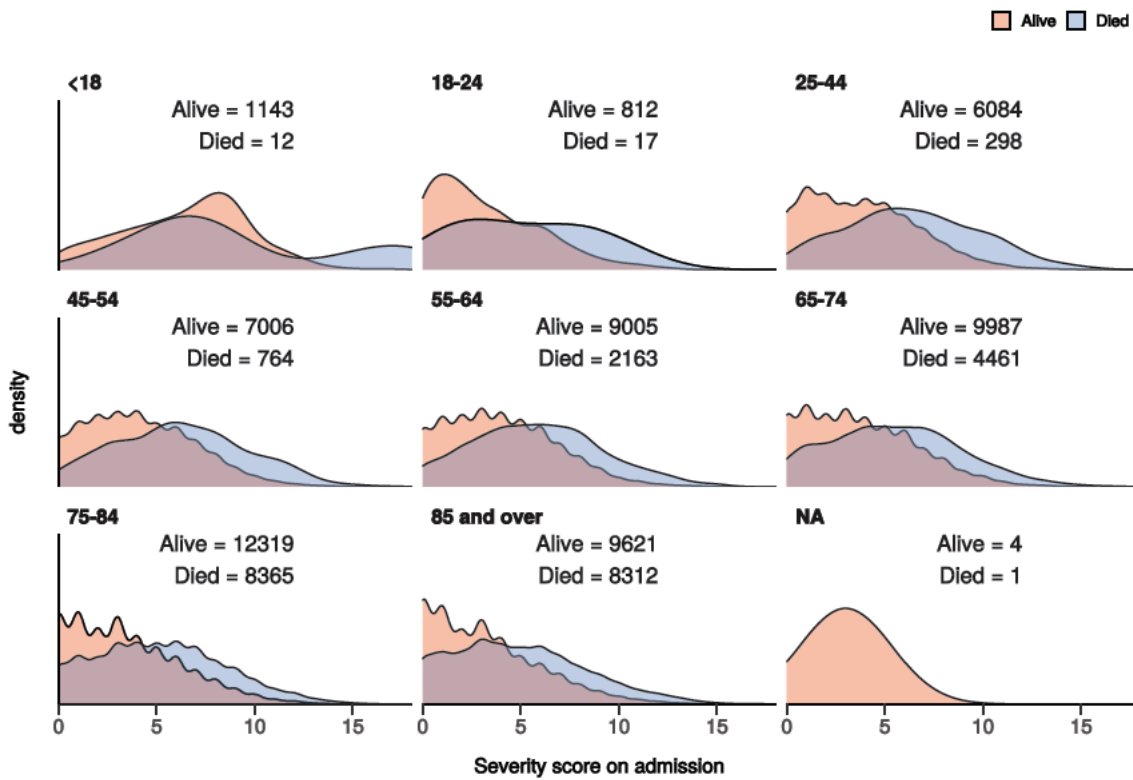 Alive Died
<18
Alive = 1143
Died = 12
18-24
Alive = 812
Died = 17
25-44
Alive = 6084
Died = 298
45-54
Alive = 7006
Died = 764
55-64
Alive = 9005
Died = 2163
65-74
Alive = 9987
Died = 4461
density
75-84
Alive = 12319
Died = 8365
85 and over
Alive = 9621
Died = 8312
NA
Alive = 4
Died = 1
0 5 10 15
0 5 10 15
0 5 10 15
Severity score on admission